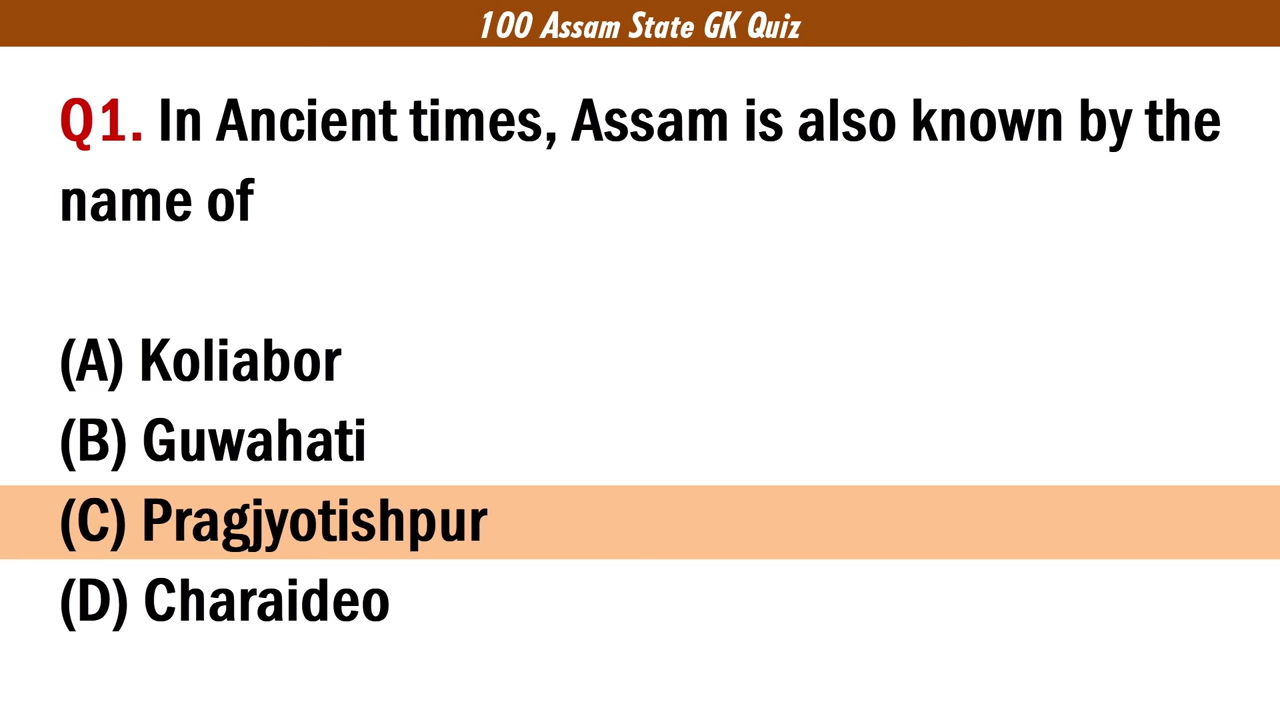 100 Assam State GK Quiz
Q1. In Ancient times, Assam is also known by the
name of
(A) Koliabor
(B) Guwahati
(C) Pragjyotishpur
(D) Charaideo